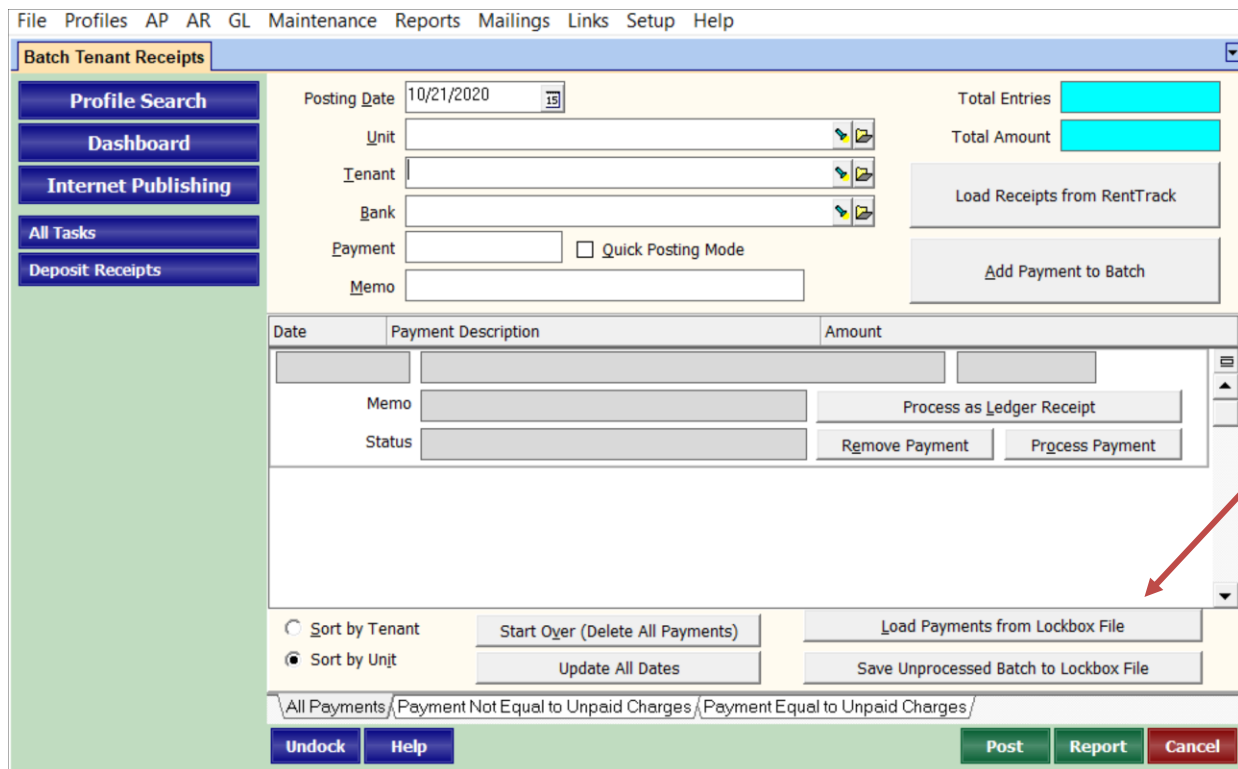 File Profiles AP AR GL Maintenance Reports Mailings Links Setup Help
Batch Tenant Receipts
Profile Search
Dashboard
Internet Publishing
All Tasks
Deposit Receipts
Posting Date 10/21/2020 15
Unit
Tenant
Bank
Payment Quick Posting Mode
Memo
Total Entries
Total Amount
Load Receipts from RentTrack
Add Payment to Batch
Date Payment Description Amount
Memo Process as Ledger Receipt
Status Remove Payment Process Payment
Sort by Tenant Start Over (Delete All Payments) Load Payments from Lockbox File
Sort by Unit Update All Dates Save Unprocessed Batch to Lockbox File
All Payments Payment Not Equal to Unpaid Charges Payment Equal to Unpaid Charges
Undock Help Post Report Cancel